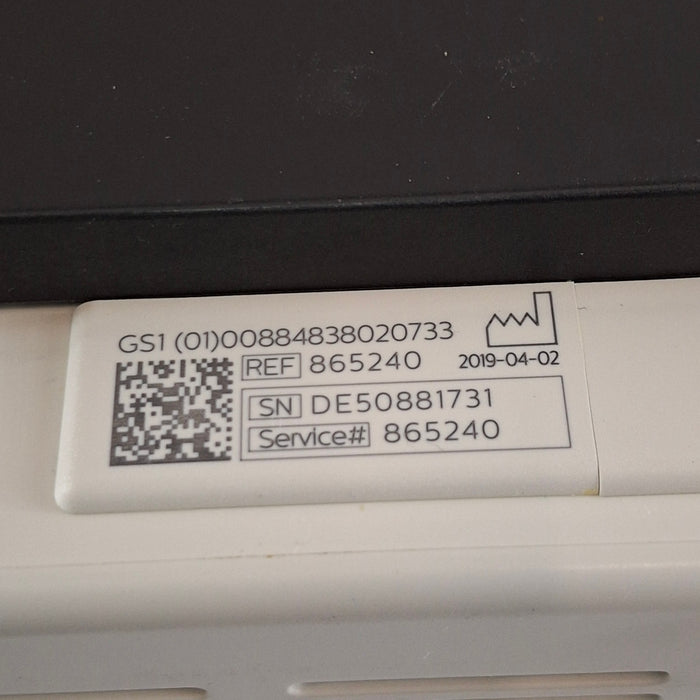 GS1 (01)00884838020733
REF 865240
2019-04-02
SN DE50881731
Service# 865240